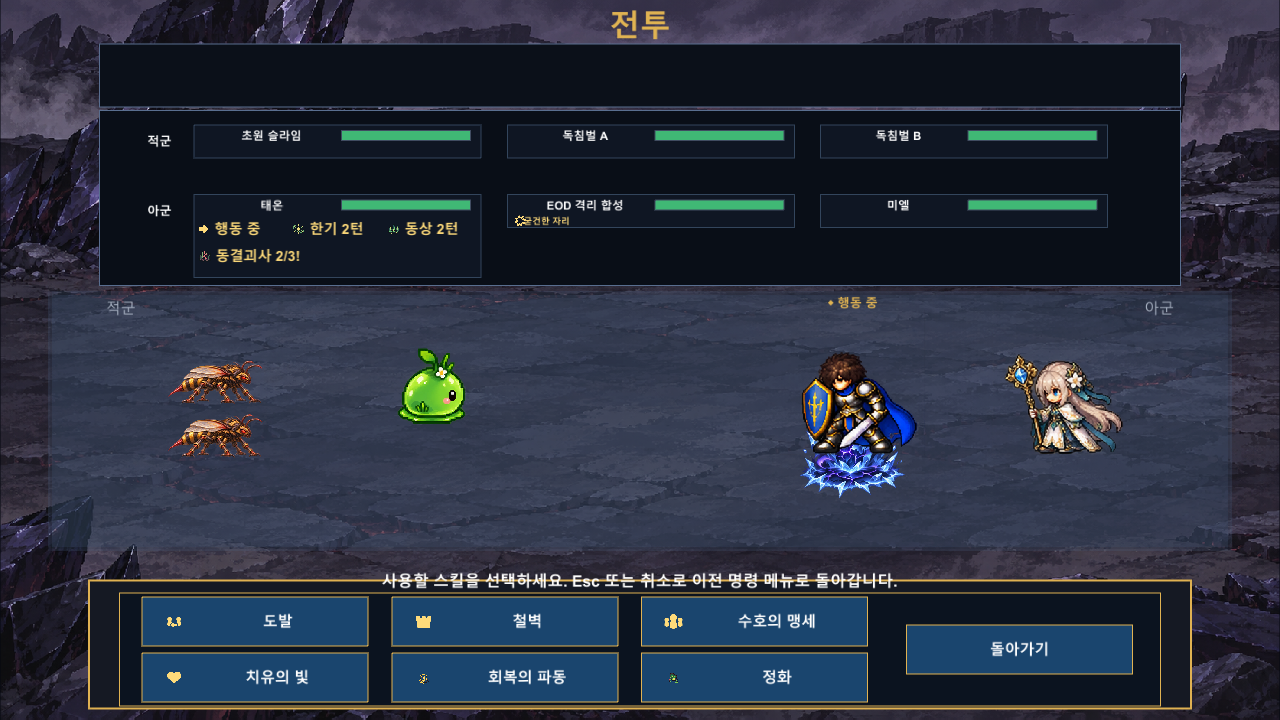 전투
적군 초원 슬라임 독침벌 A 독침벌 B
아군 태온 EOD 격리 합성 미엘
행동 중 한기 2턴 동상 2턴
동결괴사 2/3!
적군 행동 중 아군
사용할 스킬을 선택하세요. Esc 또는 취소로 이전 명령 메뉴로 돌아갑니다.
도발 철벽 수호의 맹세
돌아가기
치유의 빛 회복의 파동 정화